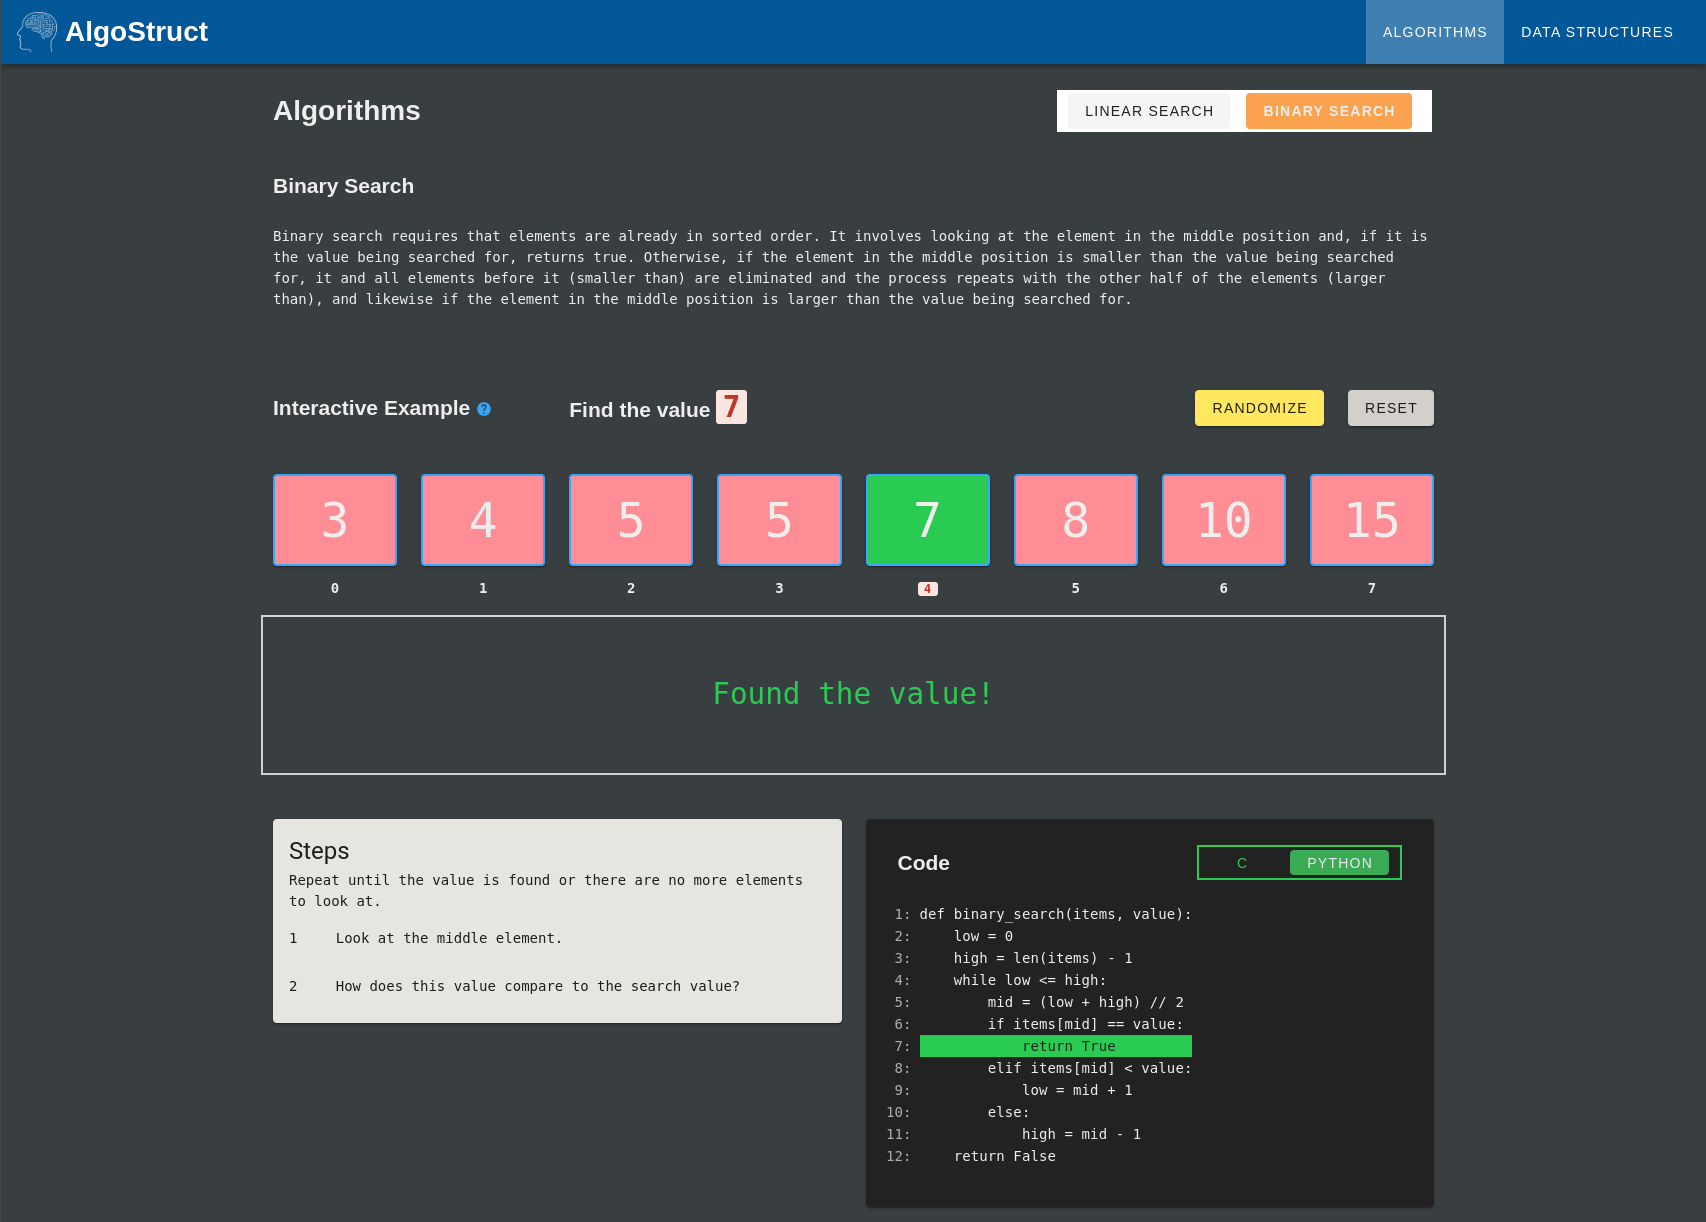 AlgoStruct
ALGORITHMS
DATA STRUCTURES
Algorithms
LINEAR SEARCH
BINARY SEARCH
Binary Search
Binary search requires that elements are already in sorted order. It involves looking at the element in the middle position and, if it is
the value being searched for, returns true. Otherwise, if the element in the middle position is smaller than the value being searched
for, it and all elements before it (smaller than) are eliminated and the process repeats with the other half of the elements (larger
than), and likewise if the element in the middle position is larger than the value being searched for.
Interactive Example ?
Find the value 7
RANDOMIZE
RESET
3 4 5 5 7 8 10 15
0 1 2 3 4 5 6 7
Found the value!
Steps
Repeat until the value is found or there are no more elements
to look at.
1 Look at the middle element.
2 How does this value compare to the search value?
Code
C
PYTHON
1: def binary_search(items, value):
2:     low = 0
3:     high = len(items) - 1
4:     while low <= high:
5:         mid = (low + high) // 2
6:         if items[mid] == value:
7:             return True
8:         elif items[mid] < value:
9:             low = mid + 1
10:         else:
11:             high = mid - 1
12:     return False